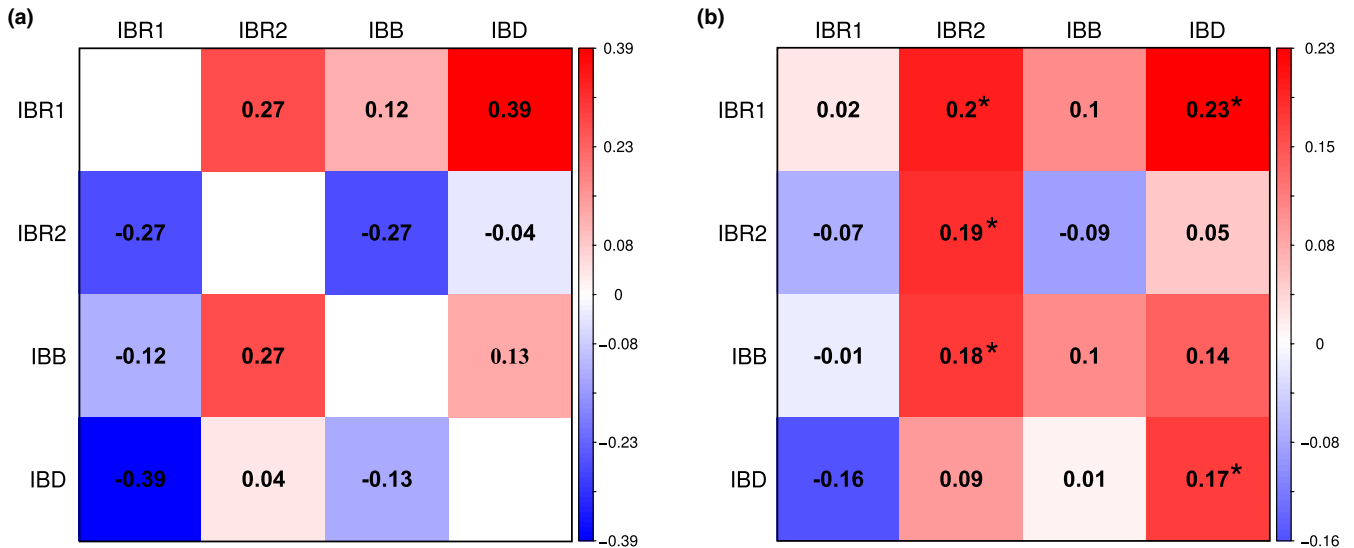 (a)
IBR1 IBR2 IBB IBD
IBR1 0.27 0.12 0.39
IBR2 -0.27 -0.27 -0.04
IBB -0.12 0.27 0.13
IBD -0.39 0.04 -0.13
0.39
0.23
0.08
0
−0.08
−0.23
−0.39
(b)
IBR1 IBR2 IBB IBD
IBR1 0.02 0.2* 0.1 0.23*
IBR2 -0.07 0.19* -0.09 0.05
IBB -0.01 0.18* 0.1 0.14
IBD -0.16 0.09 0.01 0.17*
0.23
0.15
0.08
0
−0.08
−0.16